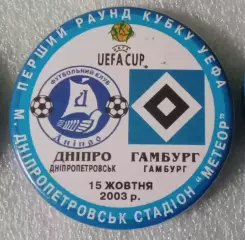 ПЕРШИЙ РАУНД КУБКУ УЄФА
UEFA CUP
ФУТБОЛЬНИЙ КЛУБ
Дніпро
ДНІПРО
ДНІПРОПЕТРОВСЬК
ГАМБУРГ
ГАМБУРГ
15 ЖОВТНЯ
2003 р.
М. ДНІПРОПЕТРОВСЬК СТАДІОН "МЕТЕОР"